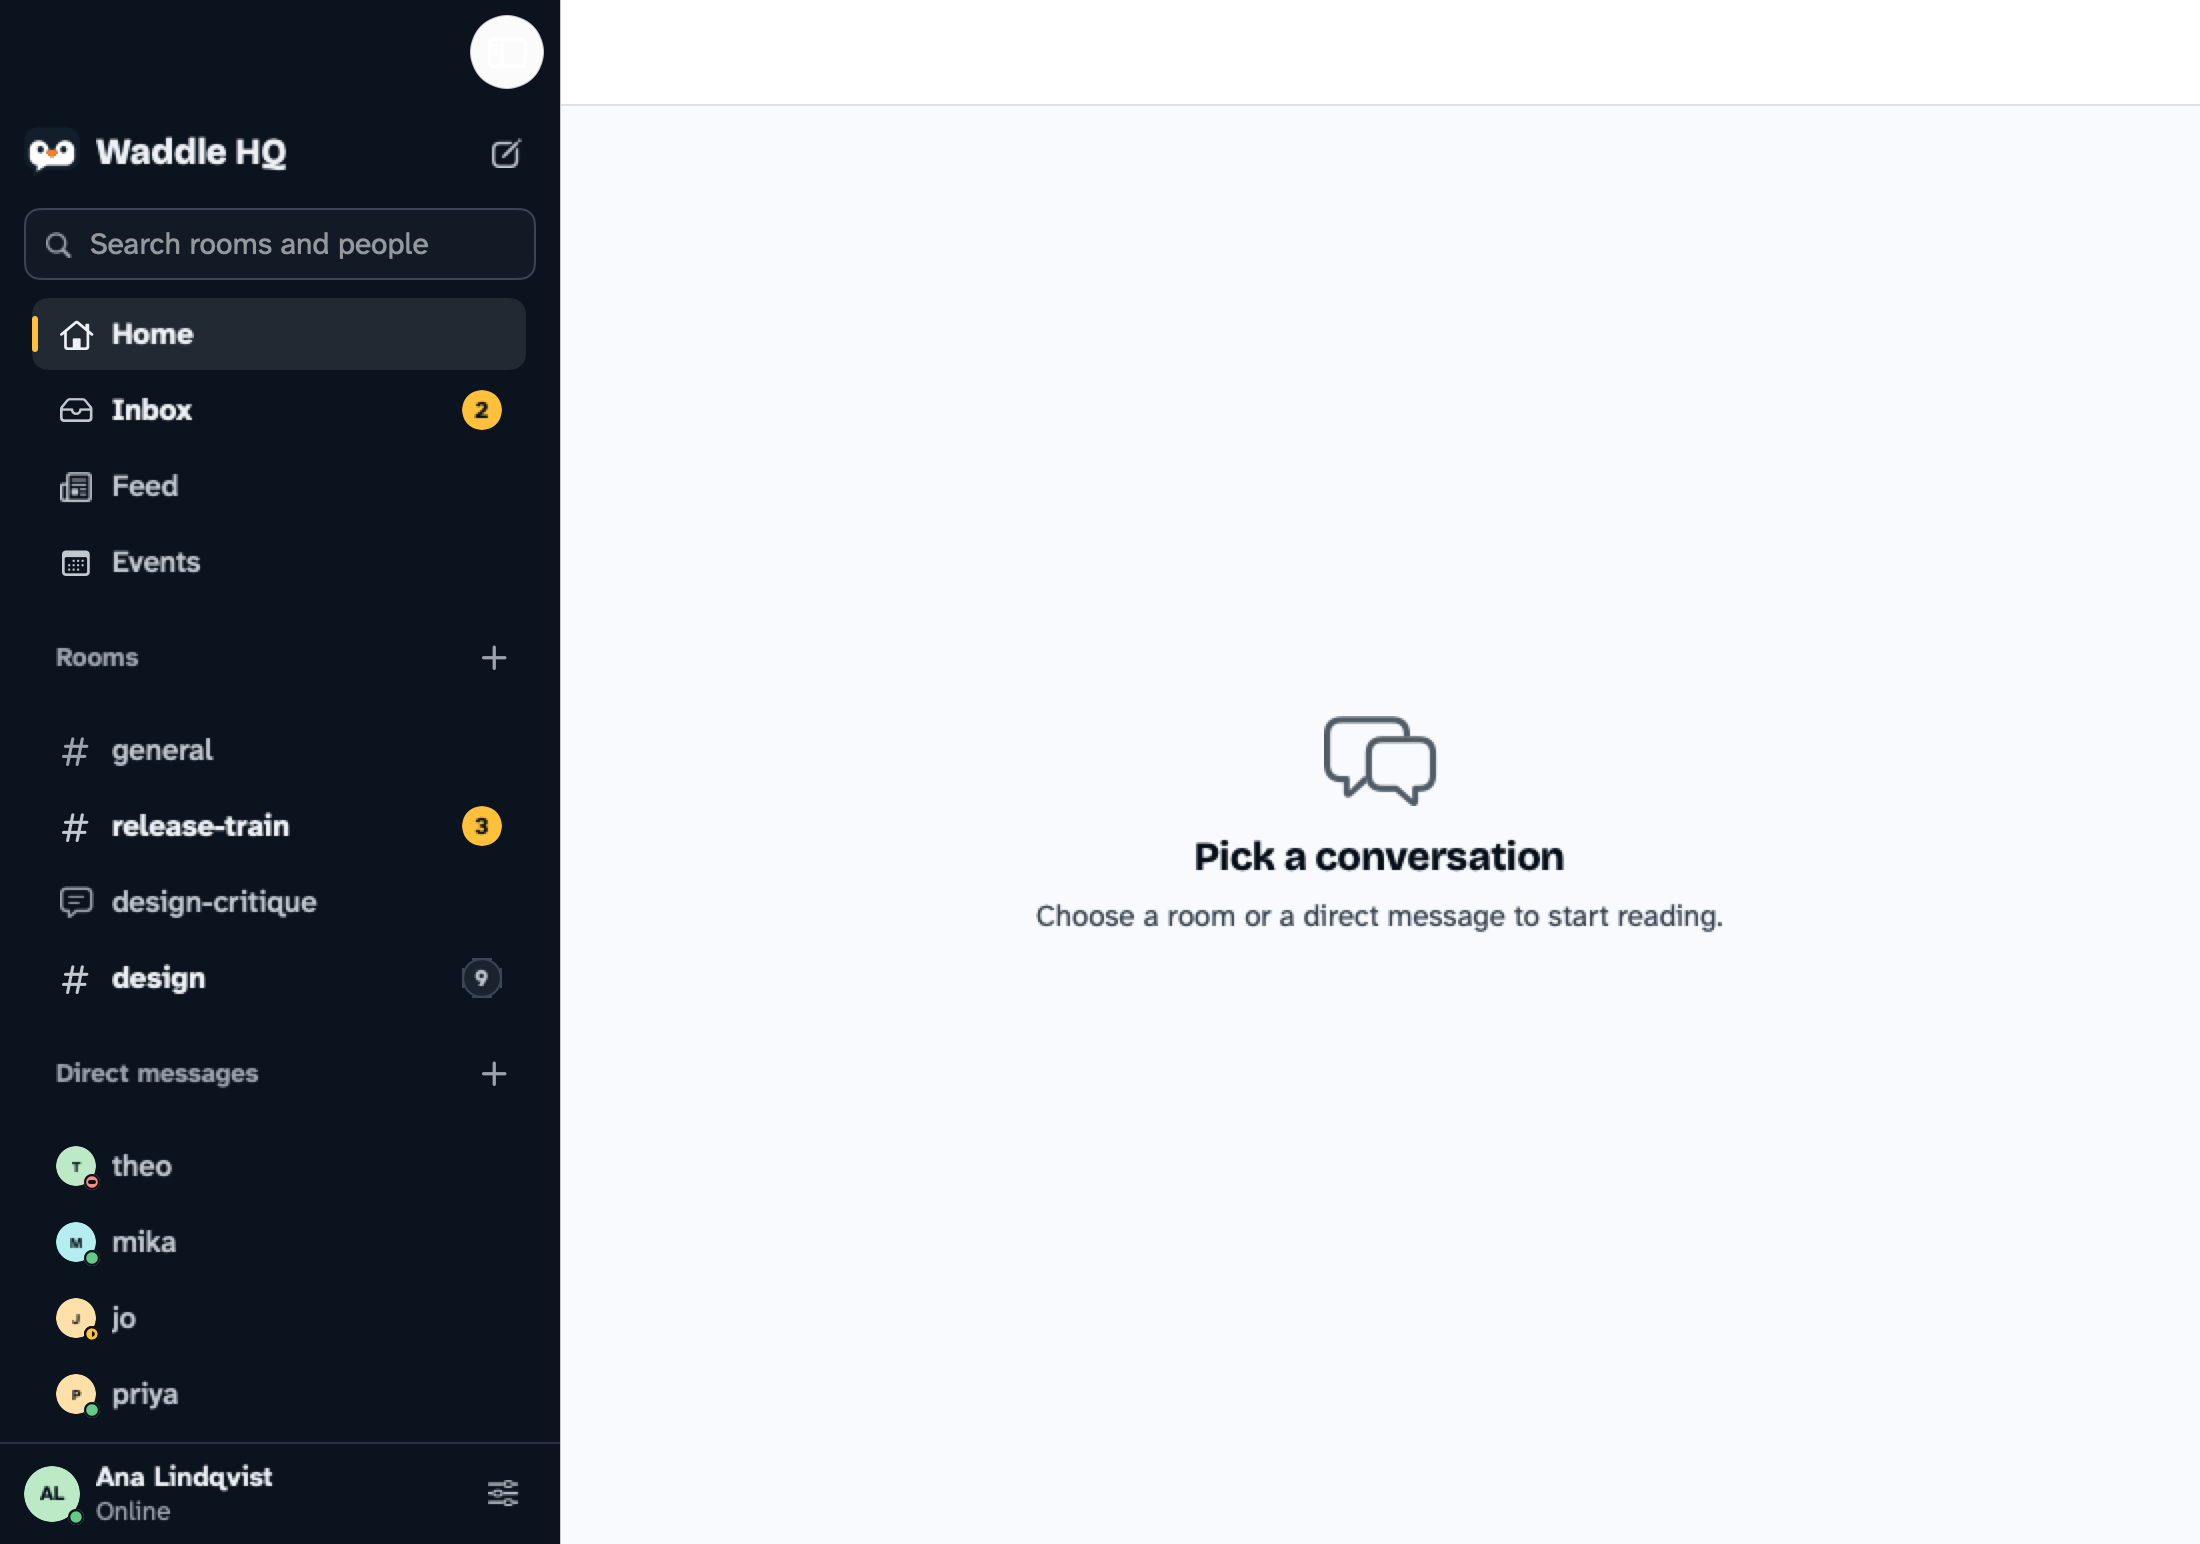 Waddle HQ
Search rooms and people
Home
Inbox 2
Feed
Events
Rooms
# general
# release-train 3
design-critique
# design 9
Direct messages
T theo
M mika
J jo
P priya
AL Ana Lindqvist
Online
Pick a conversation
Choose a room or a direct message to start reading.